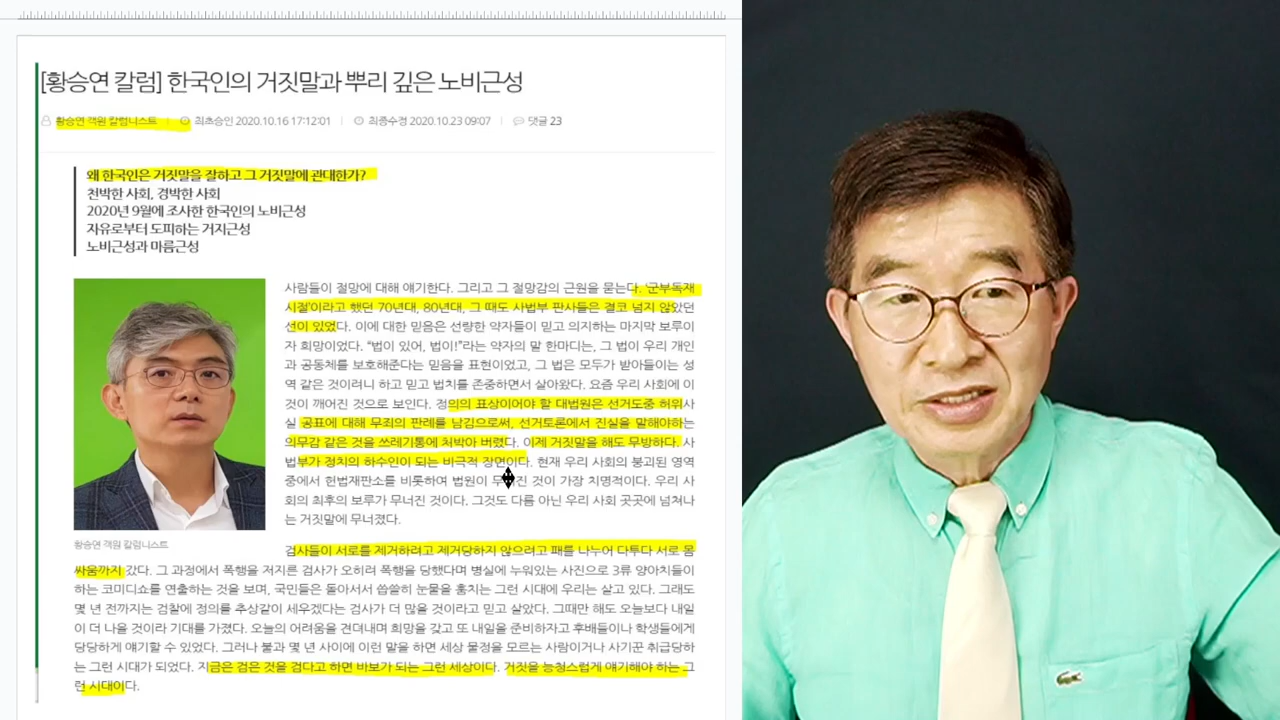 [황승연 칼럼] 한국인의 거짓말과 뿌리 깊은 노비근성
황승연 객원 칼럼니스트 최초승인 2020.10.16 17:12:01 최종수정 2020.10.23 09:07 댓글 23
왜 한국인은 거짓말을 잘하고 그 거짓말에 관대한가?
천박한 사회, 경박한 사회
2020년 9월에 조사한 한국인의 노비근성
자유로부터 도피하는 거지근성
노비근성과 마름근성
사람들이 절망에 대해 얘기한다. 그리고 그 절망감의 근원을 묻는다. '군부독재
시절'이라고 했던 70년대, 80년대, 그 때도 사법부 판사들은 결코 넘지 않았던
선이 있었다. 이에 대한 믿음은 선량한 약자들이 믿고 의지하는 마지막 보루이
자 희망이었다. “법이 있어, 법이!”라는 약자의 말 한마디는, 그 법이 우리 개인
과 공동체를 보호해준다는 믿음을 표현이었고, 그 법은 모두가 받아들이는 성
역 같은 것이려니 하고 믿고 법치를 존중하면서 살아왔다. 요즘 우리 사회에 이
것이 깨어진 것으로 보인다. 정의의 표상이어야 할 대법원은 선거도중 허위사
실 공표에 대해 무죄의 판례를 남김으로써, 선거토론에서 진실을 말해야하는
의무감 같은 것을 쓰레기통에 처박아 버렸다. 이제 거짓말을 해도 무방하다. 사
법부가 정치의 하수인이 되는 비극적 장면이다. 현재 우리 사회의 붕괴된 영역
중에서 헌법재판소를 비롯하여 법원이 무너진 것이 가장 치명적이다. 우리 사
회의 최후의 보루가 무너진 것이다. 그것도 다름 아닌 우리 사회 곳곳에 넘쳐나
는 거짓말에 무너졌다.
황승연 객원 칼럼니스트
검사들이 서로를 제거하려고 제거당하지 않으려고 패를 나누어 다투다 서로 몸
싸움까지 갔다. 그 과정에서 폭행을 저지른 검사가 오히려 폭행을 당했다며 병실에 누워있는 사진으로 3류 양아치들이
하는 코미디쇼를 연출하는 것을 보며, 국민들은 돌아서서 씁쓸히 눈물을 훔치는 그런 시대에 우리는 살고 있다. 그래도
몇 년 전까지는 검찰에 정의를 추상같이 세우겠다는 검사가 더 많을 것이라고 믿고 살았다. 그때만 해도 오늘보다 내일
이 더 나을 것이라 기대를 가졌다. 오늘의 어려움을 견뎌내며 희망을 갖고 또 내일을 준비하자고 후배들이나 학생들에게
당당하게 얘기할 수 있었다. 그러나 불과 몇 년 사이에 이런 말을 하면 세상 물정을 모르는 사람이거나 사기꾼 취급당하
는 그런 시대가 되었다. 지금은 검은 것을 검다고 하면 바보가 되는 그런 세상이다. 거짓을 능청스럽게 얘기해야 하는 그
런 시대이다.